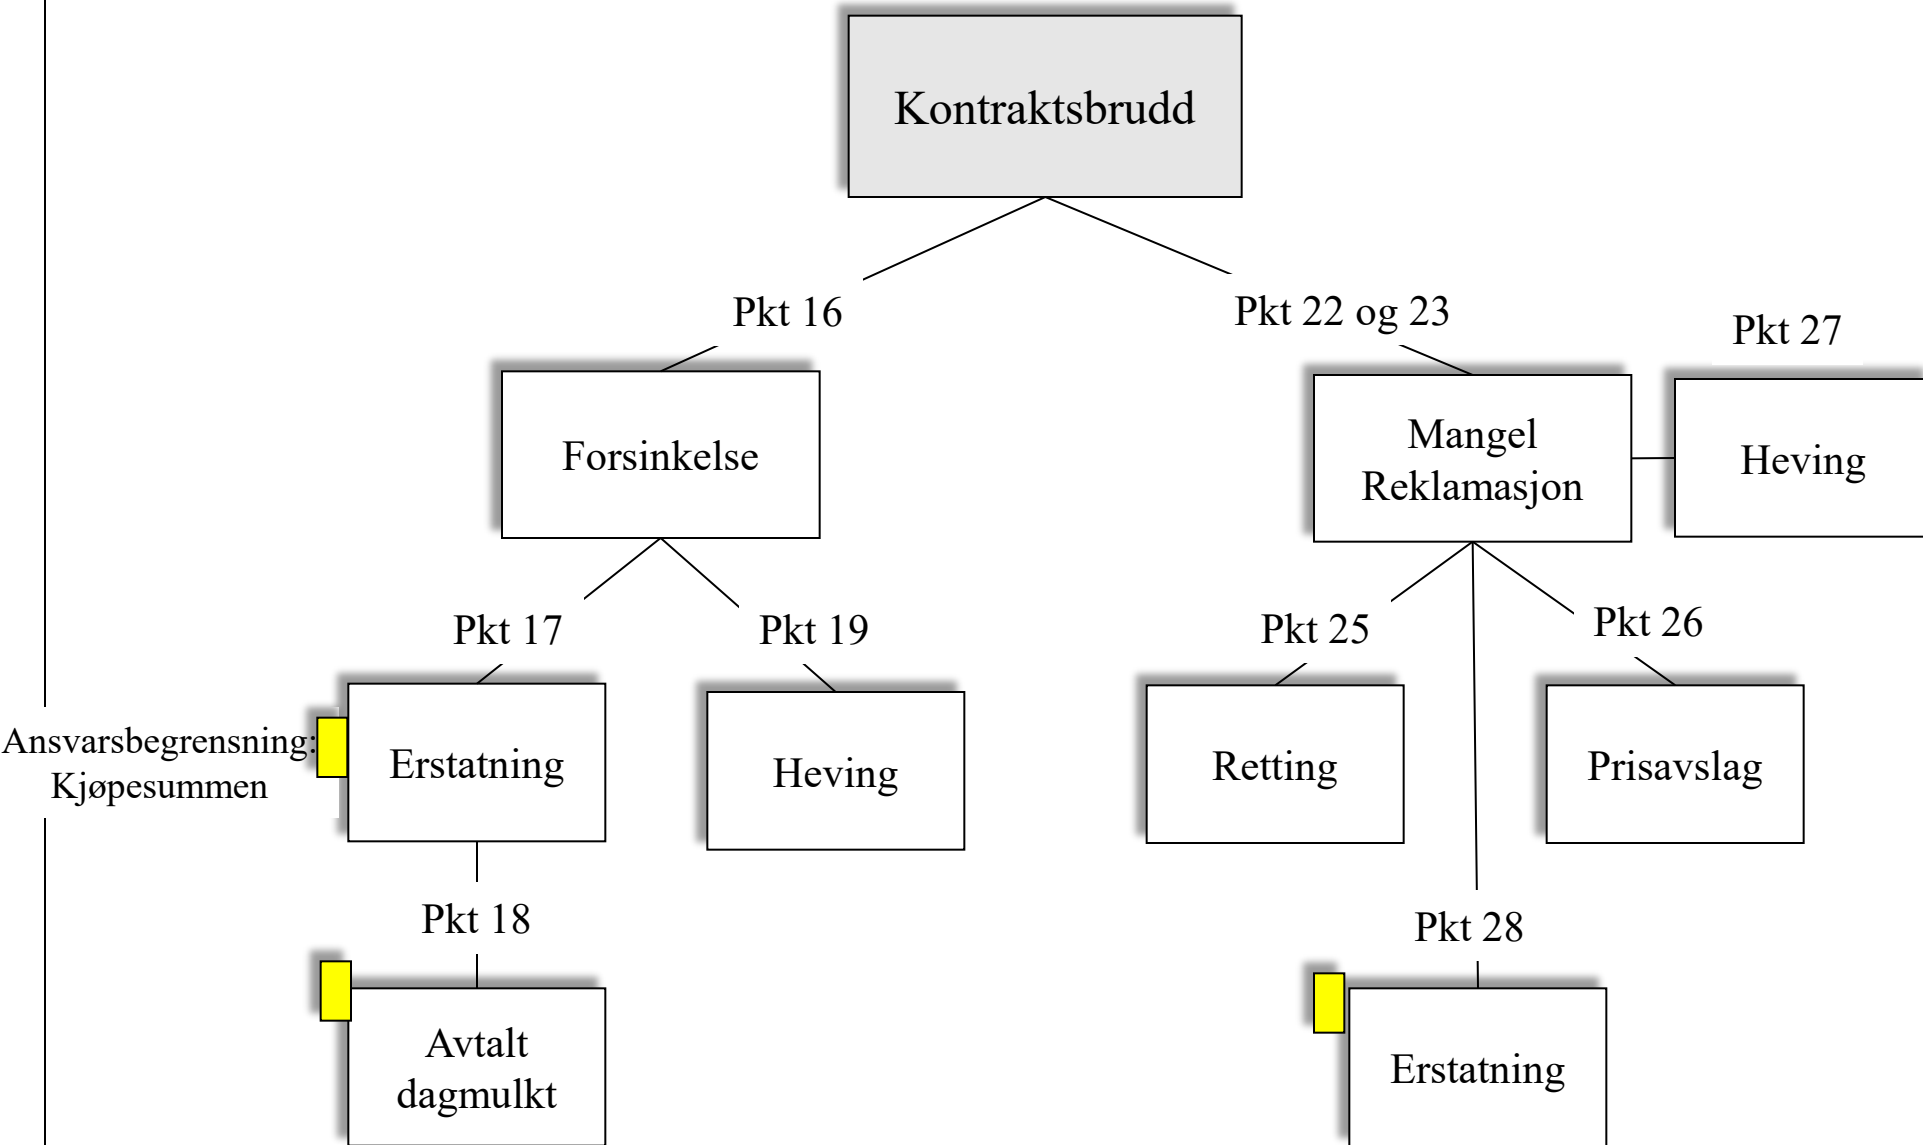 Kontraktsbrudd
Pkt 16
Pkt 22 og 23
Pkt 27
Forsinkelse
Mangel
Reklamasjon
Heving
Pkt 17
Pkt 19
Pkt 25
Pkt 26
Ansvarsbegrensning:
Kjøpesummen
Erstatning
Heving
Retting
Prisavslag
Pkt 18
Pkt 28
Avtalt
dagmulkt
Erstatning